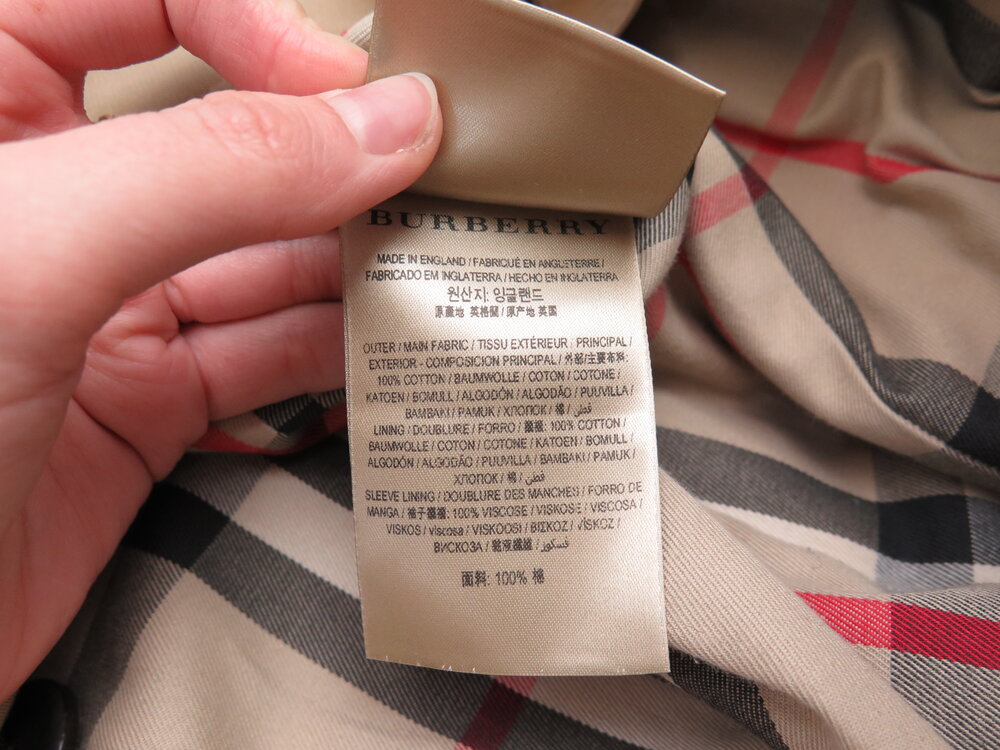 BURBERRY
MADE IN ENGLAND / FABRIQUÉ EN ANGLETERRE /
FABRICADO EM INGLATERRA / HECHO EN INGLATERRA
원산지: 잉글랜드
原產地 英格蘭 / 原产地 英国
OUTER / MAIN FABRIC / TISSU EXTÉRIEUR / PRINCIPAL /
EXTERIOR - COMPOSICION PRINCIPAL / 外部/主要布料:
100% COTTON / BAUMWOLLE / COTON / COTONE /
KATOEN / BOMULL / ALGODÓN / ALGODÃO / PUUVILLA /
BAMBAKI / PAMUK / ХЛОПОК / 棉 / قطن
LINING / DOUBLURE / FORRO / 襯裡: 100% COTTON /
BAUMWOLLE / COTON / COTONE / KATOEN / BOMULL /
ALGODÓN / ALGODÃO / PUUVILLA / BAMBAKI / PAMUK /
ХЛОПОК / 棉 / قطن
SLEEVE LINING / DOUBLURE DES MANCHES / FORRO DE
MANGA / 袖子襯裡: 100% VISCOSE / VISKOSE / VISCOSA /
VISKOS / viscosa / VISKOOSI / ΒΙΣΚΟΖ / VİSKOZ /
ВИСКОЗА / 黏液纖維 / فسكوز
面料: 100% 棉